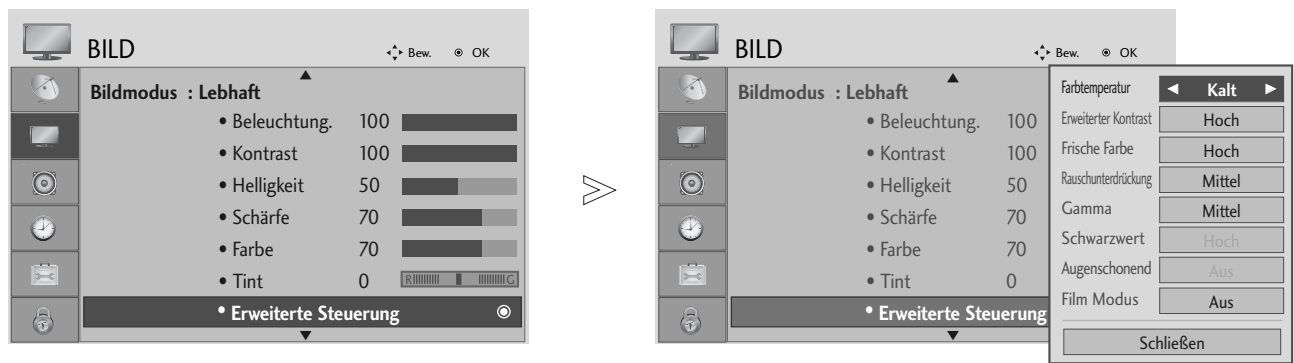 BILD
Bew. OK
Bildmodus : Lebhaft
• Beleuchtung. 100
• Kontrast 100
• Helligkeit 50
• Schärfe 70
• Farbe 70
• Tint 0 R G
• Erweiterte Steuerung
BILD
Bew. OK
Bildmodus : Lebhaft
• Beleuchtung. 100
• Kontrast 100
• Helligkeit 50
• Schärfe 70
• Farbe 70
• Tint 0
• Erweiterte Steuerung
Farbtemperatur ◄ Kalt ►
Erweiterter Kontrast Hoch
Frische Farbe Hoch
Rauschunterdrückung Mittel
Gamma Mittel
Schwarzwert Hoch
Augenschonend Aus
Film Modus Aus
Schließen